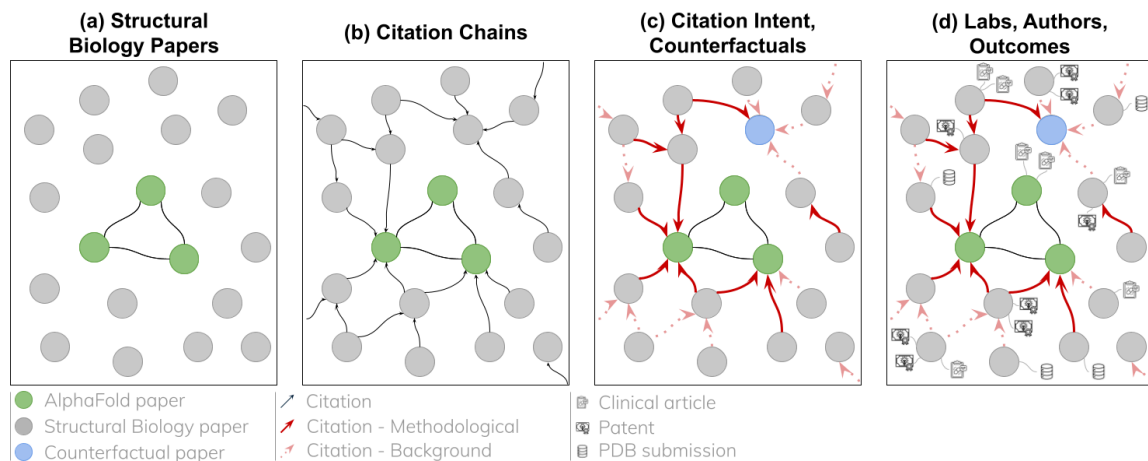 (a) Structural
Biology Papers
(b) Citation Chains
(c) Citation Intent,
Counterfactuals
(d) Labs, Authors,
Outcomes
AlphaFold paper
Structural Biology paper
Counterfactual paper
Citation
Citation - Methodological
Citation - Background
Clinical article
Patent
PDB submission